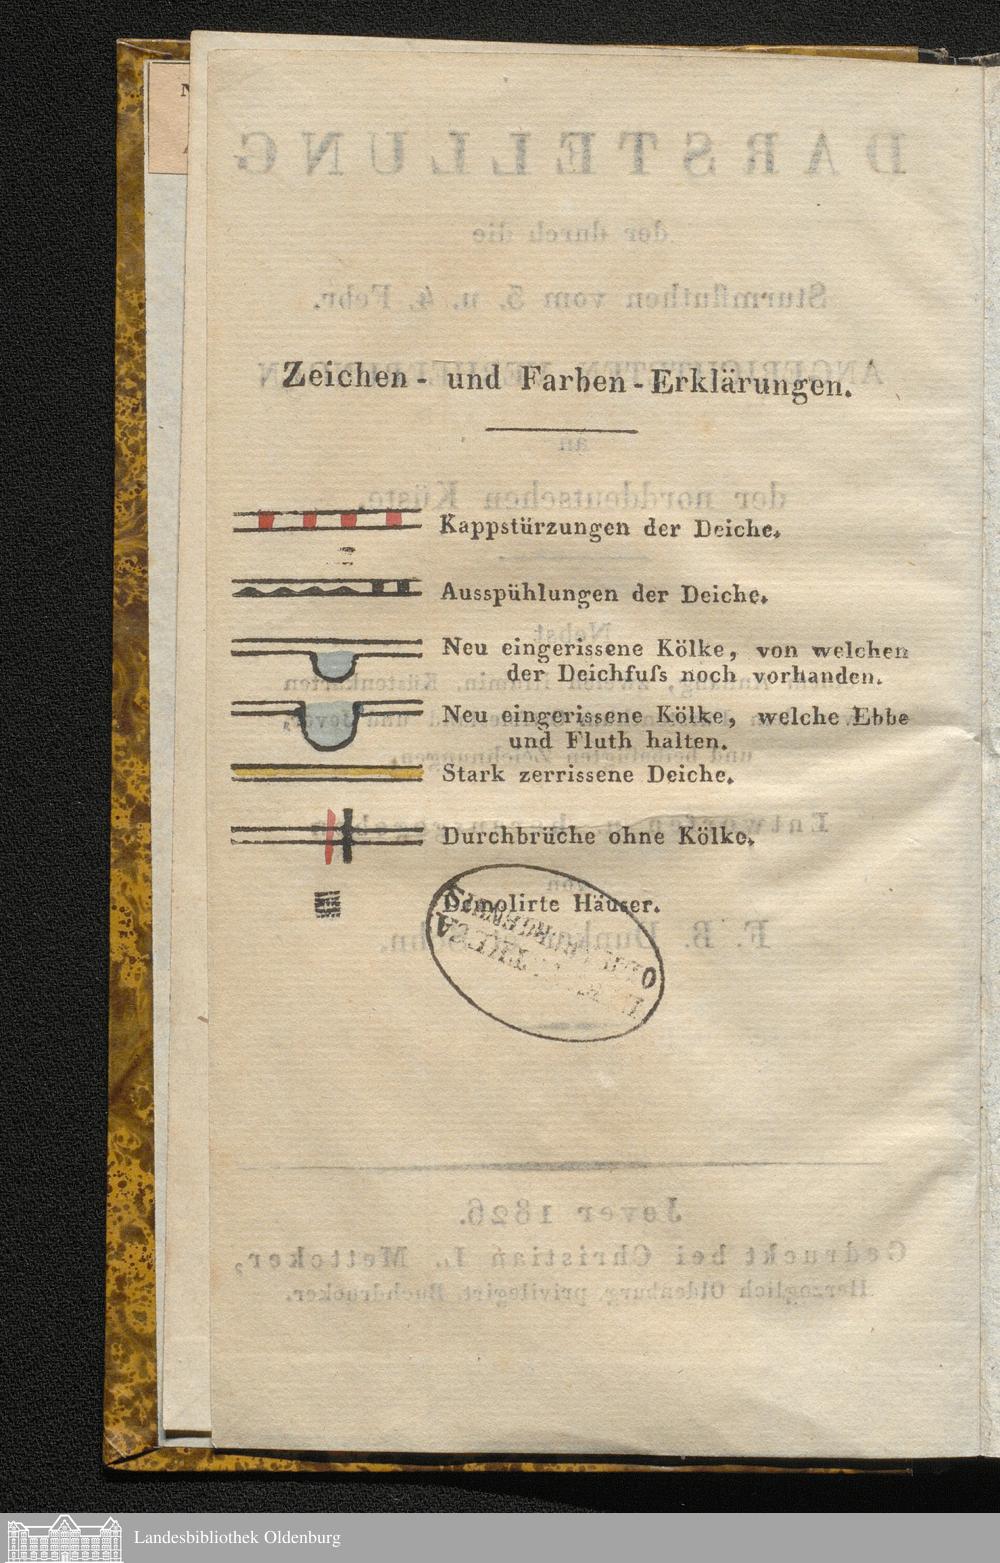 Zeichen- und Farben-Erklärungen.
Kappstürzungen der Deiche.
Ausspühlungen der Deiche.
Neu eingerissene Kölke, von welchen
der Deichfuſs noch vorhanden.
Neu eingerissene Kölke, welche Ebbe
und Fluth halten.
Stark zerrissene Deiche.
Durchbrüche ohne Kölke.
Demolirte Häuser.
Landesbibliothek Oldenburg